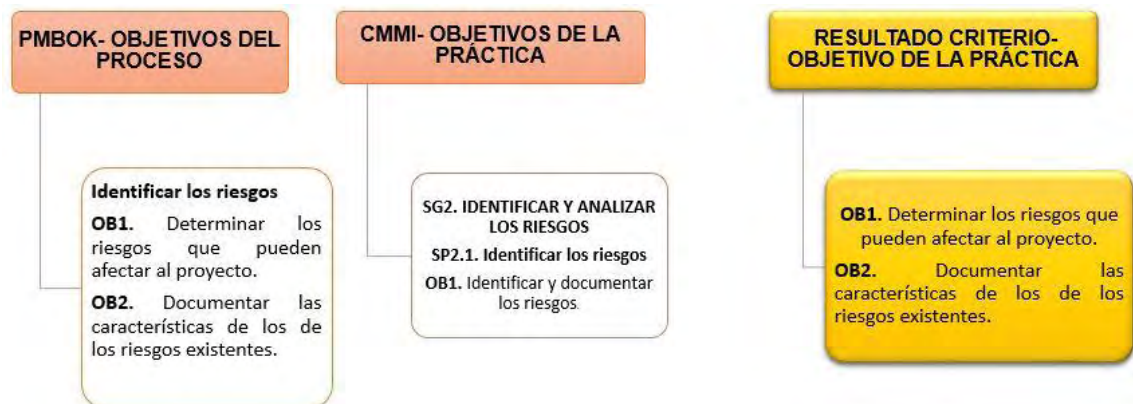 PMBOK- OBJETIVOS DEL
PROCESO
Identificar los riesgos
OB1. Determinar los
riesgos que pueden
afectar al proyecto.
OB2. Documentar las
características de los de
los riesgos existentes.
CMMI- OBJETIVOS DE LA
PRÁCTICA
SG2. IDENTIFICAR Y ANALIZAR
LOS RIESGOS
SP2.1. Identificar los riesgos
OB1. Identificar y documentar
los riesgos.
RESULTADO CRITERIO-
OBJETIVO DE LA PRÁCTICA
OB1. Determinar los riesgos que
pueden afectar al proyecto.
OB2. Documentar las
características de los de los
riesgos existentes.